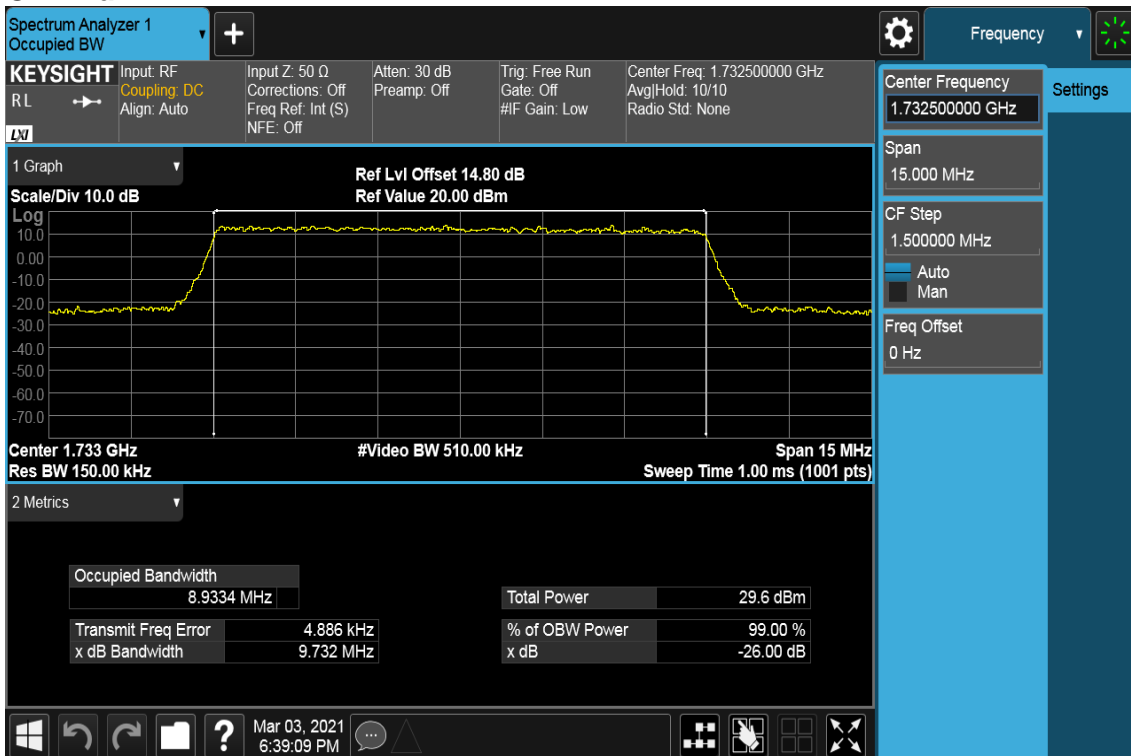 Spectrum Analyzer 1
Occupied BW
+
Frequency
KEYSIGHT
RL
LXI
Input: RF
Coupling: DC
Align: Auto
Input Z: 50 Ω
Corrections: Off
Freq Ref: Int (S)
NFE: Off
Atten: 30 dB
Preamp: Off
Trig: Free Run
Gate: Off
#IF Gain: Low
Center Freq: 1.732500000 GHz
Avg|Hold: 10/10
Radio Std: None
Center Frequency
1.732500000 GHz
Settings
Span
15.000 MHz
CF Step
1.500000 MHz
Auto
Man
Freq Offset
0 Hz
1 Graph
Scale/Div 10.0 dB
Ref Lvl Offset 14.80 dB
Ref Value 20.00 dBm
Log
10.0
0.00
-10.0
-20.0
-30.0
-40.0
-50.0
-60.0
-70.0
Center 1.733 GHz
#Video BW 510.00 kHz
Span 15 MHz
Res BW 150.00 kHz
Sweep Time 1.00 ms (1001 pts)
2 Metrics
Occupied Bandwidth
8.9334 MHz
Total Power 29.6 dBm
Transmit Freq Error 4.886 kHz
% of OBW Power 99.00 %
x dB Bandwidth 9.732 MHz
x dB -26.00 dB
?
Mar 03, 2021
6:39:09 PM